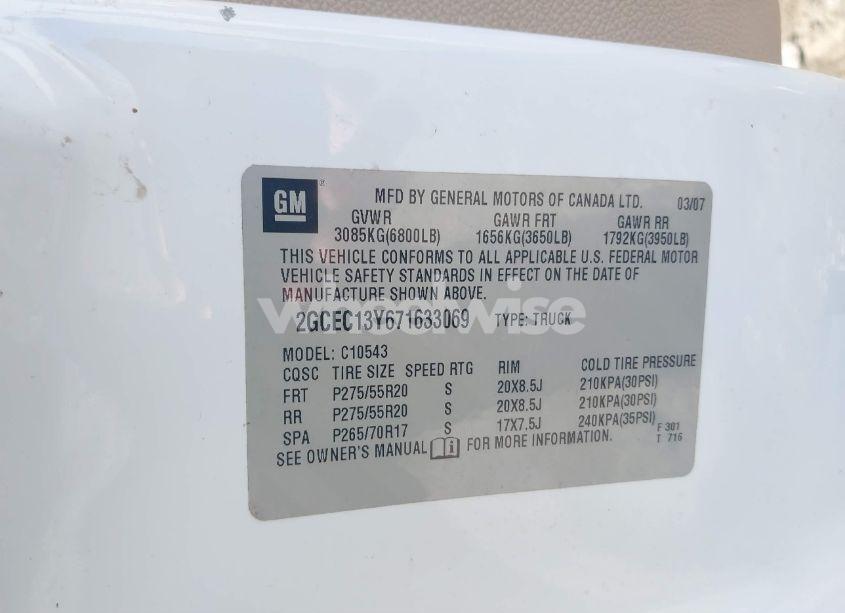 GM
MFD BY GENERAL MOTORS OF CANADA LTD. 03/07
GVWR GAWR FRT GAWR RR
3085KG(6800LB) 1656KG(3650LB) 1792KG(3950LB)
THIS VEHICLE CONFORMS TO ALL APPLICABLE U.S. FEDERAL MOTOR
VEHICLE SAFETY STANDARDS IN EFFECT ON THE DATE OF
MANUFACTURE SHOWN ABOVE.
2GCEC13Y671633069 TYPE: TRUCK
wheelwise
MODEL: C10543
CQSC TIRE SIZE SPEED RTG RIM COLD TIRE PRESSURE
FRT P275/55R20 S 20X8.5J 210KPA(30PSI)
RR P275/55R20 S 20X8.5J 210KPA(30PSI)
SPA P265/70R17 S 17X7.5J 240KPA(35PSI)
F 301
T 716
SEE OWNER'S MANUAL i FOR MORE INFORMATION.